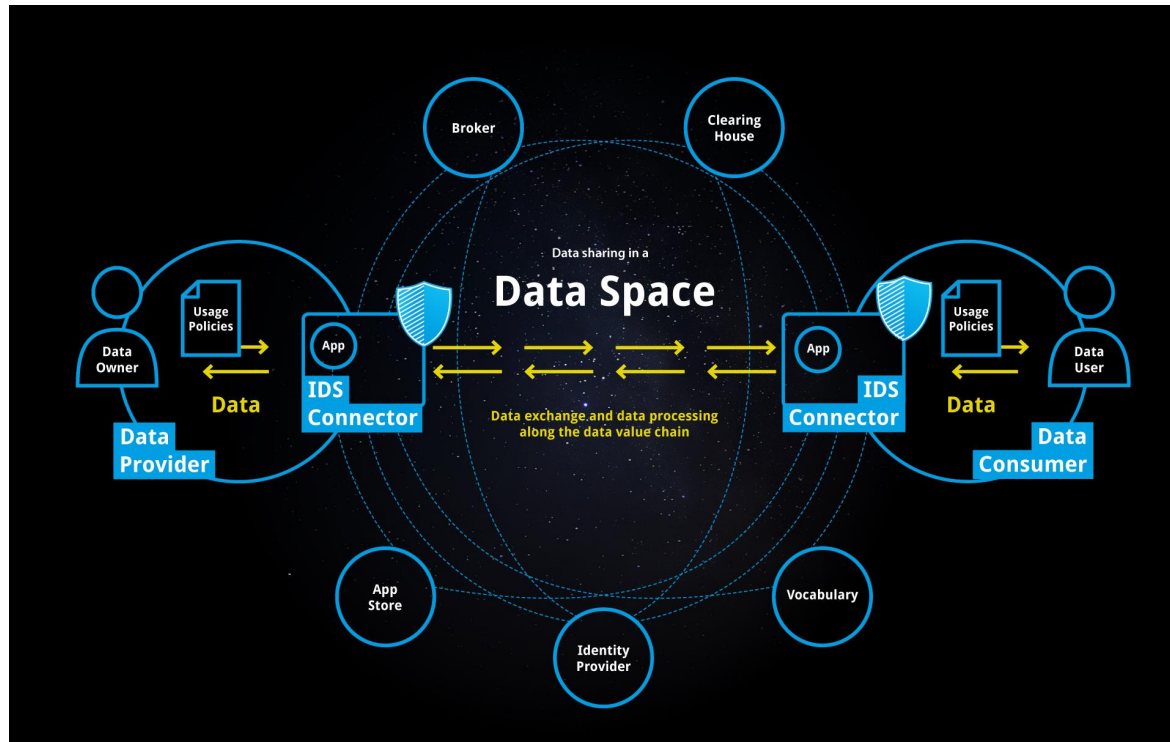 Broker
Clearing
House
Data sharing in a
Data Space
Usage
Policies
Data
Owner
Data
Data
Provider
App
IDS
Connector
Data exchange and data processing
along the data value chain
App
IDS
Connector
Usage
Policies
Data
User
Data
Data
Consumer
App
Store
Identity
Provider
Vocabulary